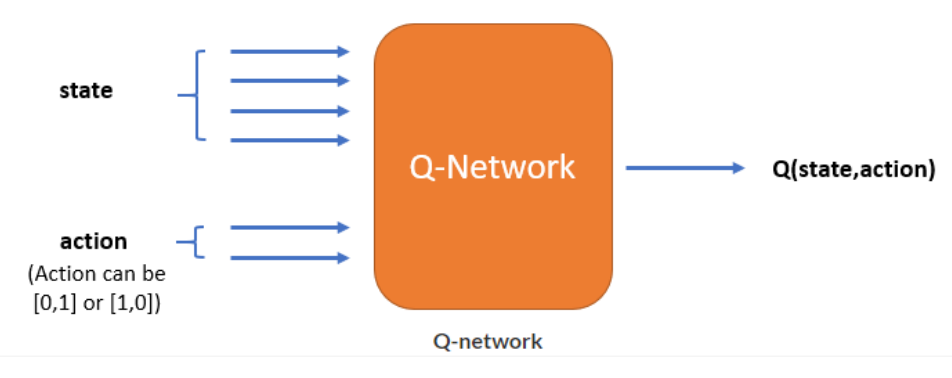 state
action
(Action can be
[0,1] or [1,0])
Q-Network
Q(state,action)
Q-network